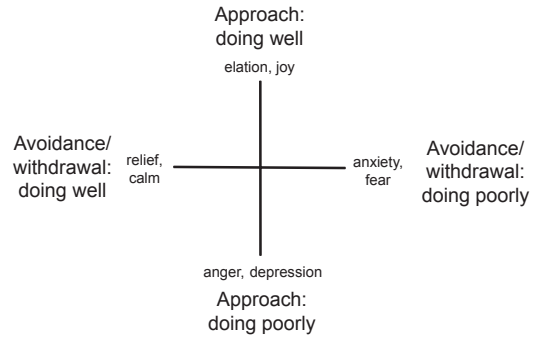 Approach:
doing well
elation, joy
Avoidance/
withdrawal:
doing well
relief,
calm
anxiety,
fear
Avoidance/
withdrawal:
doing poorly
anger, depression
Approach:
doing poorly